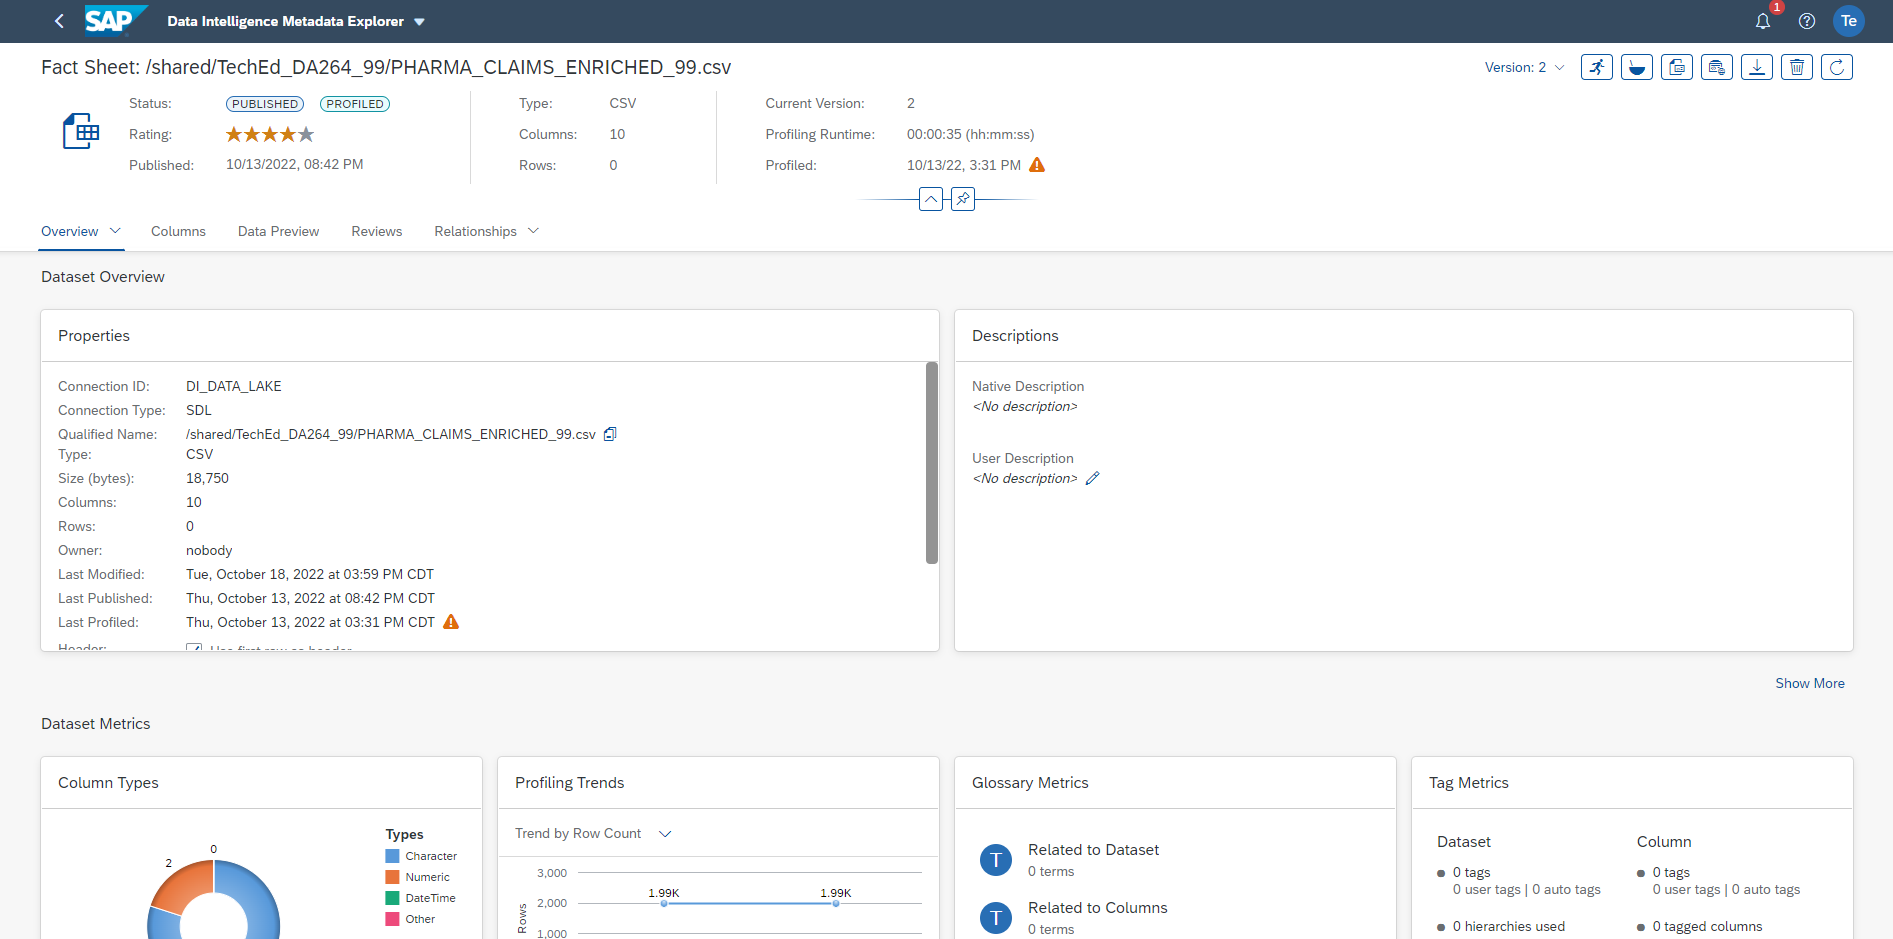 SAP Data Intelligence Metadata Explorer 1 Te
Fact Sheet: /shared/TechEd_DA264_99/PHARMA_CLAIMS_ENRICHED_99.csv Version: 2
Status: PUBLISHED PROFILED Type: CSV Current Version: 2
Rating: Columns: 10 Profiling Runtime: 00:00:35 (hh:mm:ss)
Published: 10/13/2022, 08:42 PM Rows: 0 Profiled: 10/13/22, 3:31 PM
Overview Columns Data Preview Reviews Relationships
Dataset Overview
Properties
Connection ID: DI_DATA_LAKE
Connection Type: SDL
Qualified Name: /shared/TechEd_DA264_99/PHARMA_CLAIMS_ENRICHED_99.csv
Type: CSV
Size (bytes): 18,750
Columns: 10
Rows: 0
Owner: nobody
Last Modified: Tue, October 18, 2022 at 03:59 PM CDT
Last Published: Thu, October 13, 2022 at 08:42 PM CDT
Last Profiled: Thu, October 13, 2022 at 03:31 PM CDT
Header: Use first row as header
Descriptions
Native Description
<No description>
User Description
<No description>
Show More
Dataset Metrics
Column Types
0
2
Types
Character
Numeric
DateTime
Other
Profiling Trends
Trend by Row Count
3,000
1.99K 1.99K
2,000
Rows
1,000
Glossary Metrics
T Related to Dataset
0 terms
T Related to Columns
0 terms
Tag Metrics
Dataset Column
0 tags 0 tags
0 user tags | 0 auto tags 0 user tags | 0 auto tags
0 hierarchies used 0 tagged columns